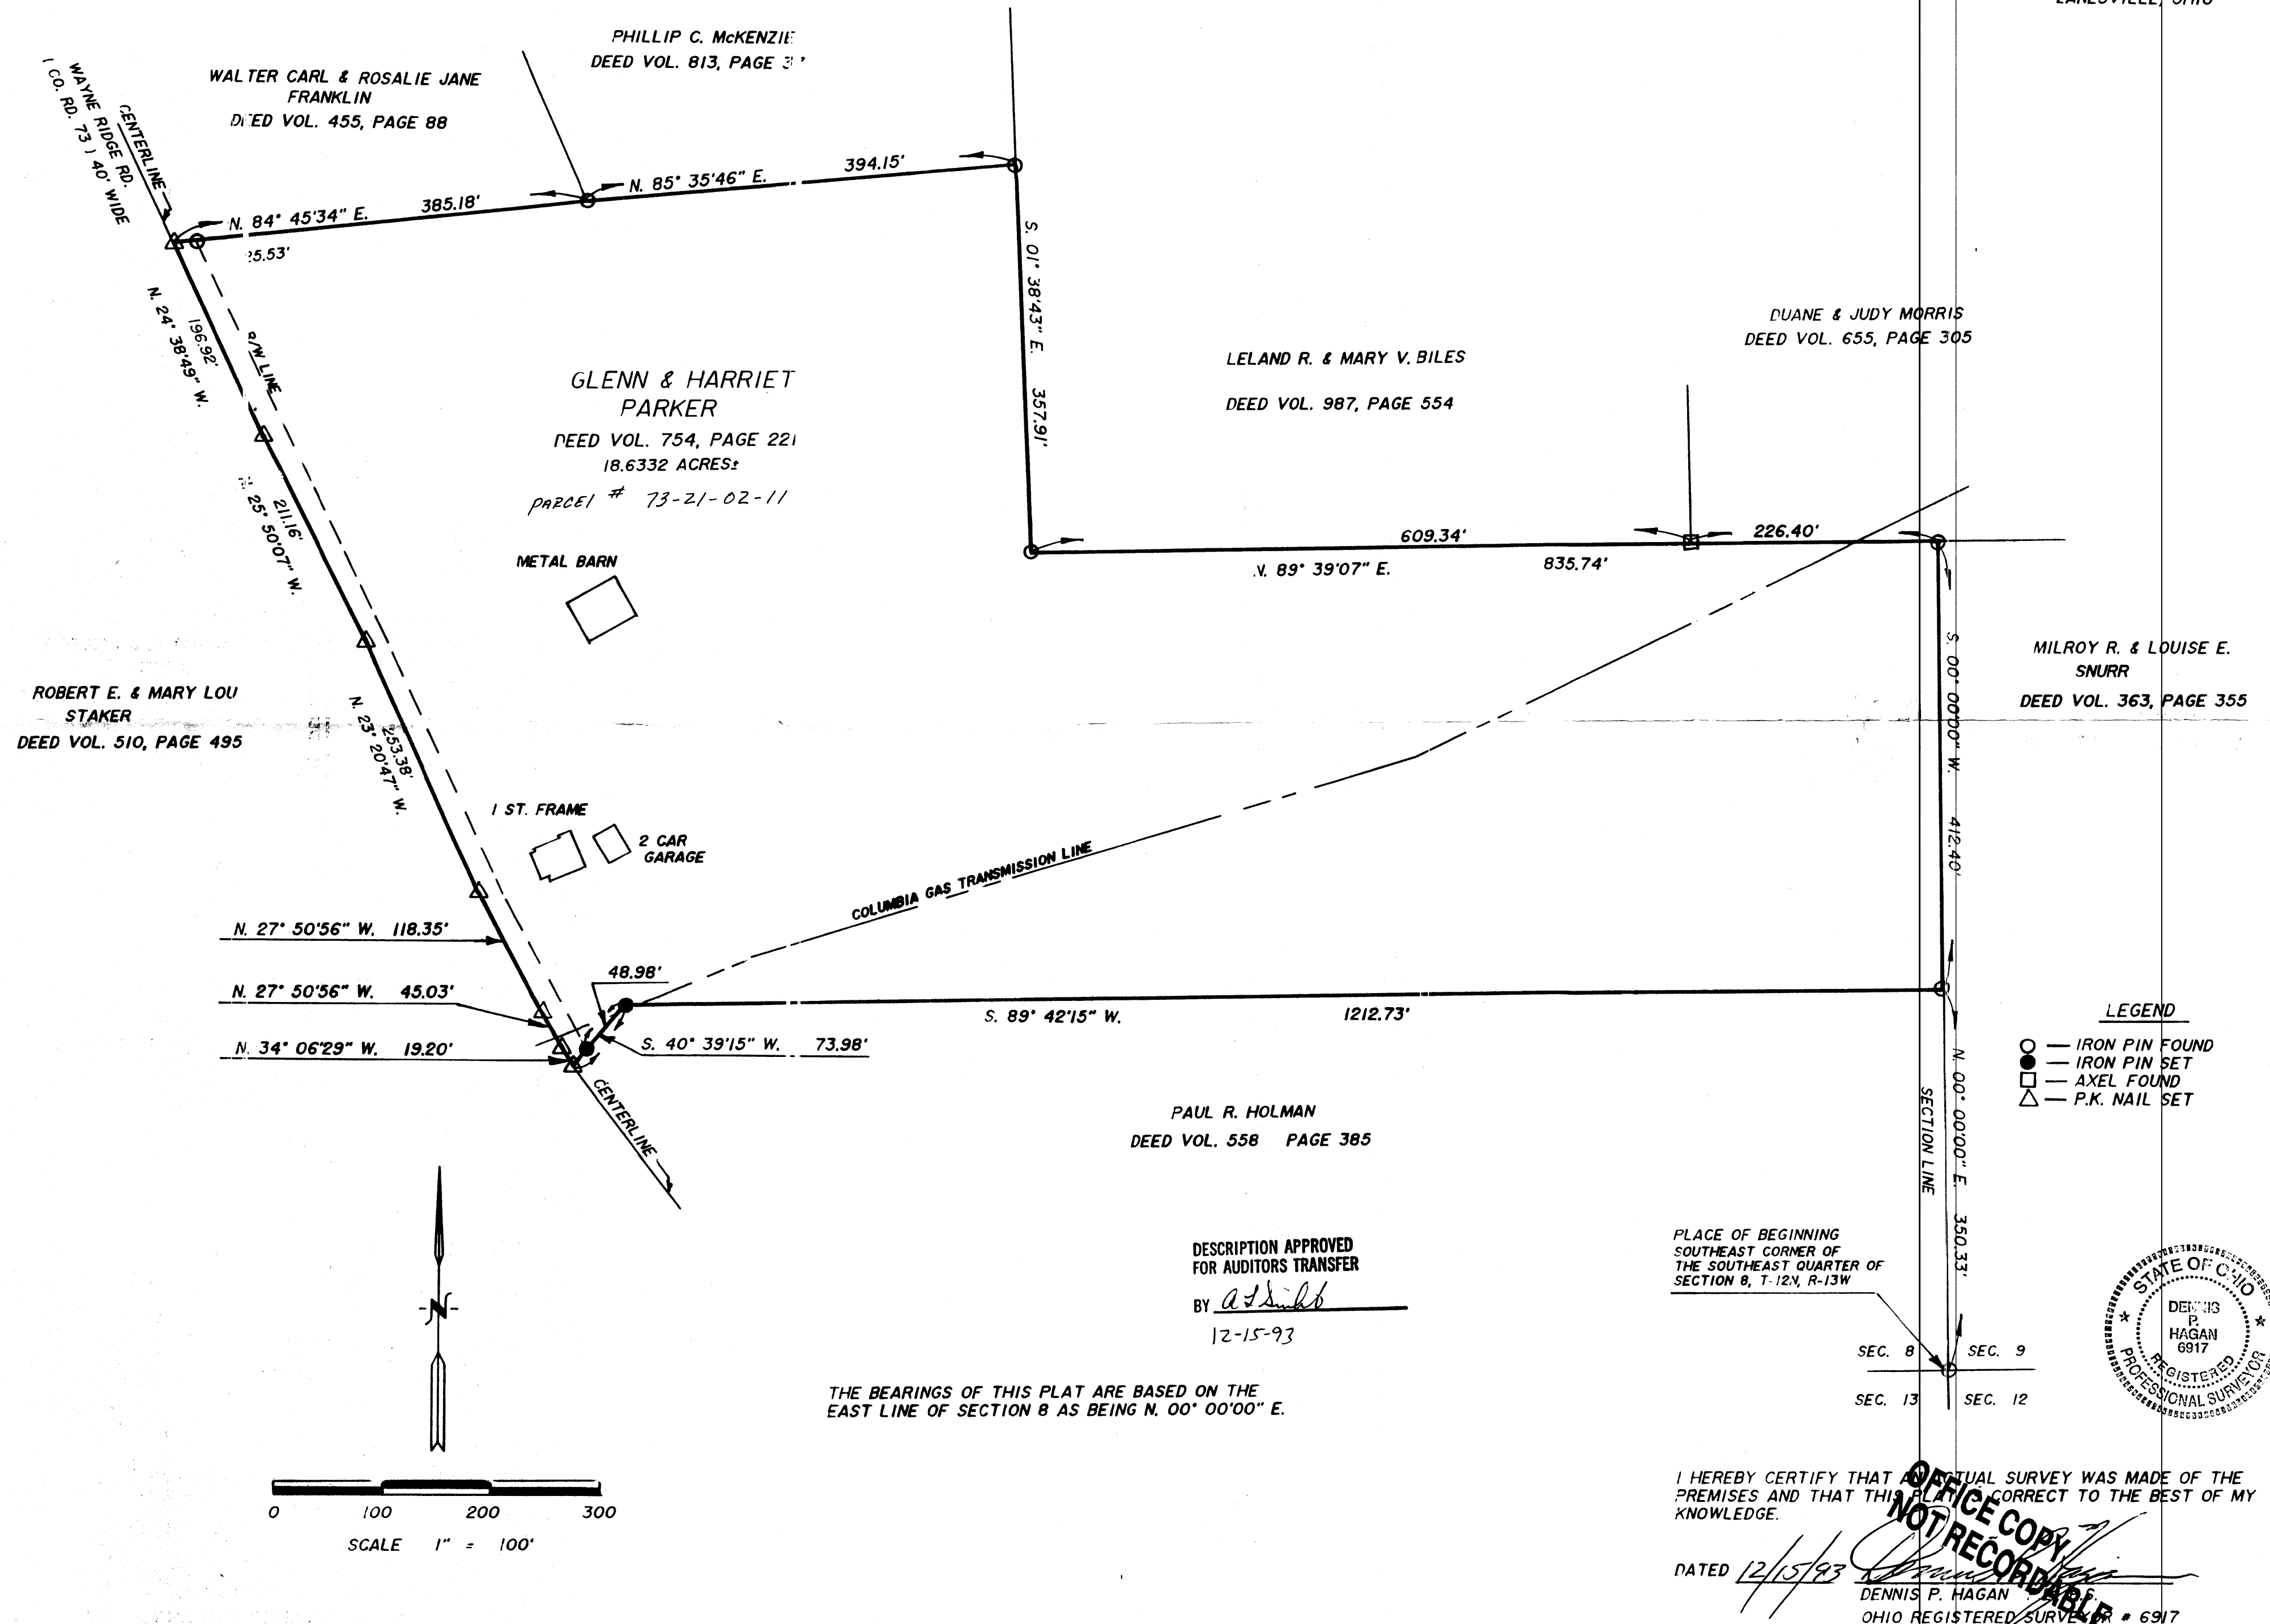 ZANESVILLE, OHIO
PHILLIP C. McKENZIE
DEED VOL. 813, PAGE
WALTER CARL & ROSALIE JANE
FRANKLIN
DEED VOL. 455, PAGE 88
CENTERLINE
WAYNE RIDGE RD.
( CO. RD. 73 ) 40' WIDE
N. 84° 45'34" E. 385.18'
25.53'
N. 85° 35'46" E. 394.15'
S. 01° 38'43" E. 357.91'
196.92'
N. 24° 38'49" W.
R/W LINE
GLENN & HARRIET
PARKER
DEED VOL. 754, PAGE 221
18.6332 ACRES±
PARCEL # 73-21-02-11
LELAND R. & MARY V. BILES
DEED VOL. 987, PAGE 554
DUANE & JUDY MORRIS
DEED VOL. 655, PAGE 305
211.16'
N. 25° 50'07" W.
METAL BARN
609.34'
226.40'
N. 89° 39'07" E. 835.74'
S. 00° 00'00" W. 412.40'
MILROY R. & LOUISE E.
SNURR
DEED VOL. 363, PAGE 355
ROBERT E. & MARY LOU
STAKER
DEED VOL. 510, PAGE 495
253.38'
N. 23° 20'47" W.
1 ST. FRAME
2 CAR
GARAGE
COLUMBIA GAS TRANSMISSION LINE
N. 27° 50'56" W. 118.35'
48.98'
N. 27° 50'56" W. 45.03'
N. 34° 06'29" W. 19.20'
S. 40° 39'15" W. 73.98'
S. 89° 42'15" W. 1212.73'
CENTERLINE
LEGEND
— IRON PIN FOUND
— IRON PIN SET
— AXEL FOUND
— P.K. NAIL SET
SECTION LINE
N. 00° 00'00" E. 350.33'
PAUL R. HOLMAN
DEED VOL. 558 PAGE 385
N
DESCRIPTION APPROVED
FOR AUDITORS TRANSFER
BY
12-15-93
PLACE OF BEGINNING
SOUTHEAST CORNER OF
THE SOUTHEAST QUARTER OF
SECTION 8, T-12N, R-13W
SEC. 8 SEC. 9
SEC. 13 SEC. 12
STATE OF OHIO
DENNIS
P.
HAGAN
6917
REGISTERED
PROFESSIONAL SURVEYOR
THE BEARINGS OF THIS PLAT ARE BASED ON THE
EAST LINE OF SECTION 8 AS BEING N. 00° 00'00" E.
0 100 200 300
SCALE 1" = 100'
I HEREBY CERTIFY THAT AN ACTUAL SURVEY WAS MADE OF THE
PREMISES AND THAT THIS PLAT IS CORRECT TO THE BEST OF MY
KNOWLEDGE.
OFFICE COPY
NOT RECORDABLE
DATED 12/15/93
DENNIS P. HAGAN
OHIO REGISTERED SURVEYOR # 6917